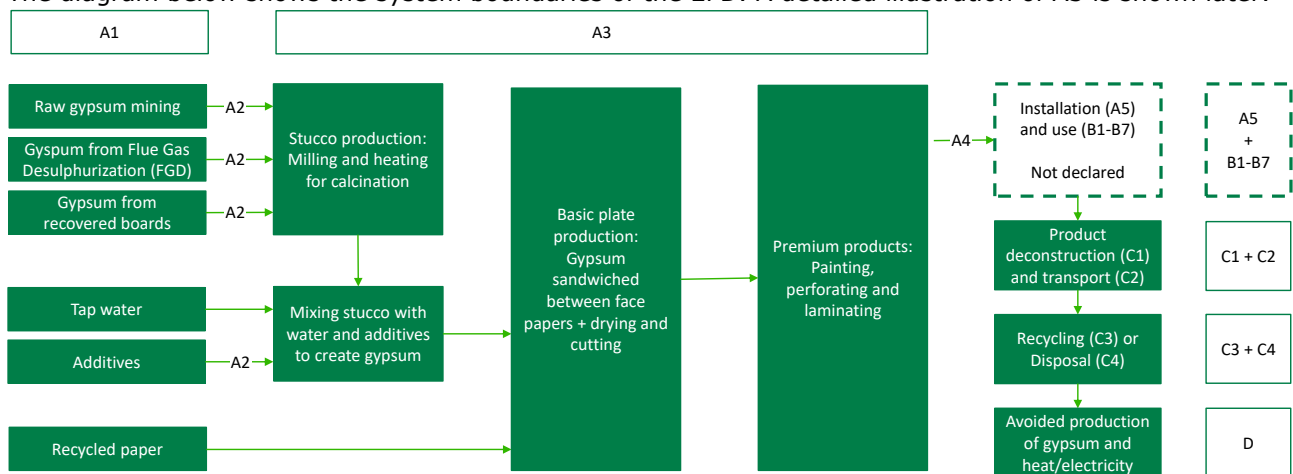 The diagram below shows the system boundaries of the EPD. A detailed illustration of A3 is shown later.
A1
A3
Raw gypsum mining
A2
Gyspum from Flue Gas
Desulphurization (FGD)
A2
Gypsum from
recovered boards
A2
Stucco production:
Milling and heating
for calcination
Tap water
Additives
A2
Mixing stucco with
water and additives
to create gypsum
Recycled paper
Basic plate
production:
Gypsum
sandwiched
between face
papers + drying and
cutting
Premium products:
Painting,
perforating and
laminating
A4
Installation (A5)
and use (B1-B7)
Not declared
A5
+
B1-B7
Product
deconstruction (C1)
and transport (C2)
C1 + C2
Recycling (C3) or
Disposal (C4)
C3 + C4
Avoided production
of gypsum and
heat/electricity
D